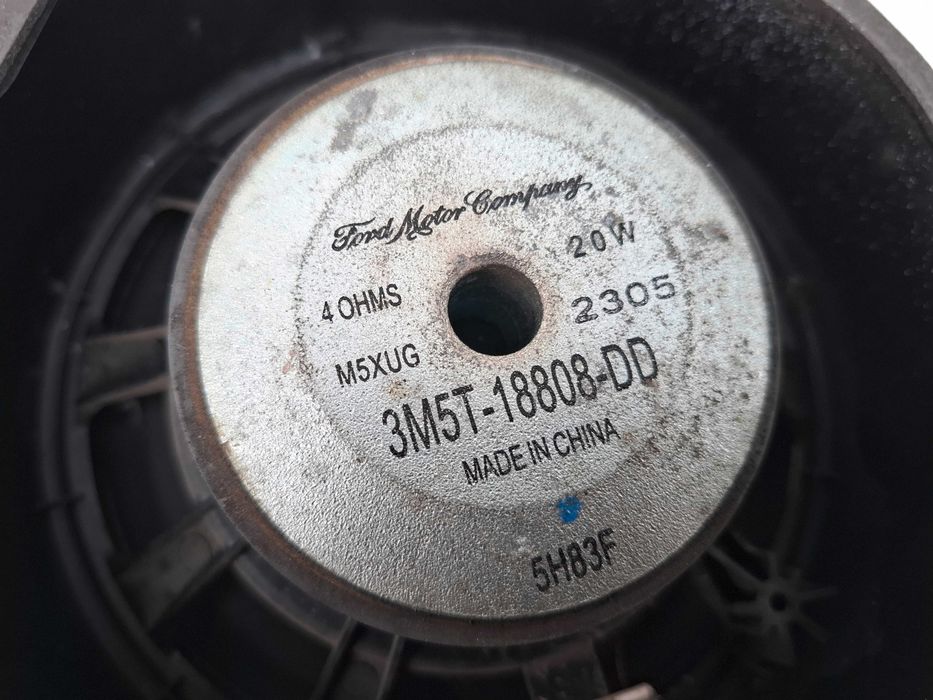 Ford Motor Company
20W
4 OHMS
2305
M5XUG
3M5T-18808-DD
MADE IN CHINA
5H83F